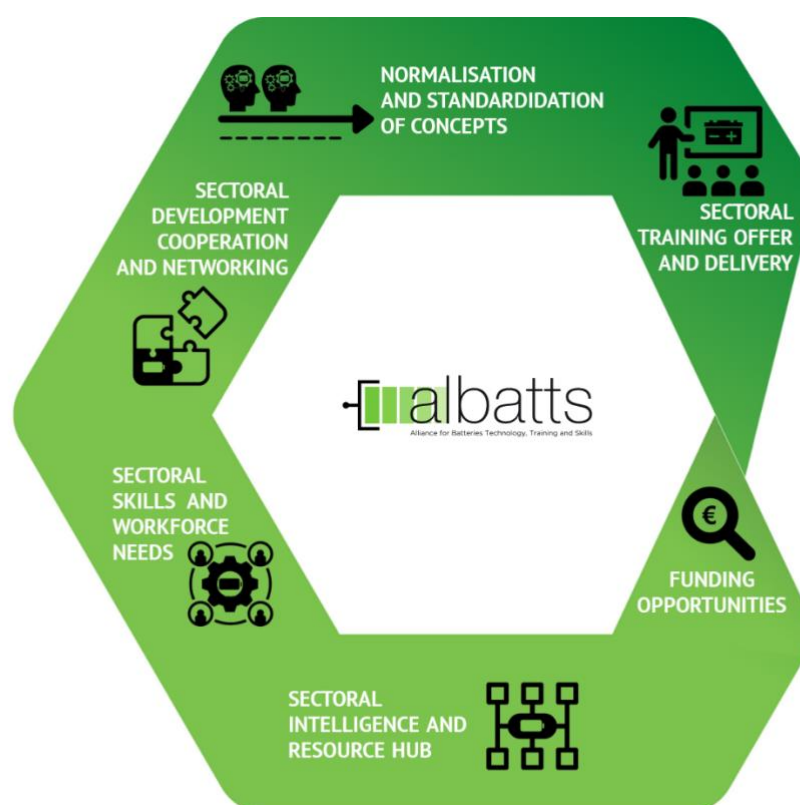 NORMALISATION
AND STANDARDIDATION
OF CONCEPTS
SECTORAL
TRAINING OFFER
AND DELIVERY
SECTORAL
DEVELOPMENT
COOPERATION
AND NETWORKING
albatts
Alliance for Batteries Technology, Training and Skills
SECTORAL
SKILLS AND
WORKFORCE
NEEDS
€
FUNDING
OPPORTUNITIES
SECTORAL
INTELLIGENCE AND
RESOURCE HUB